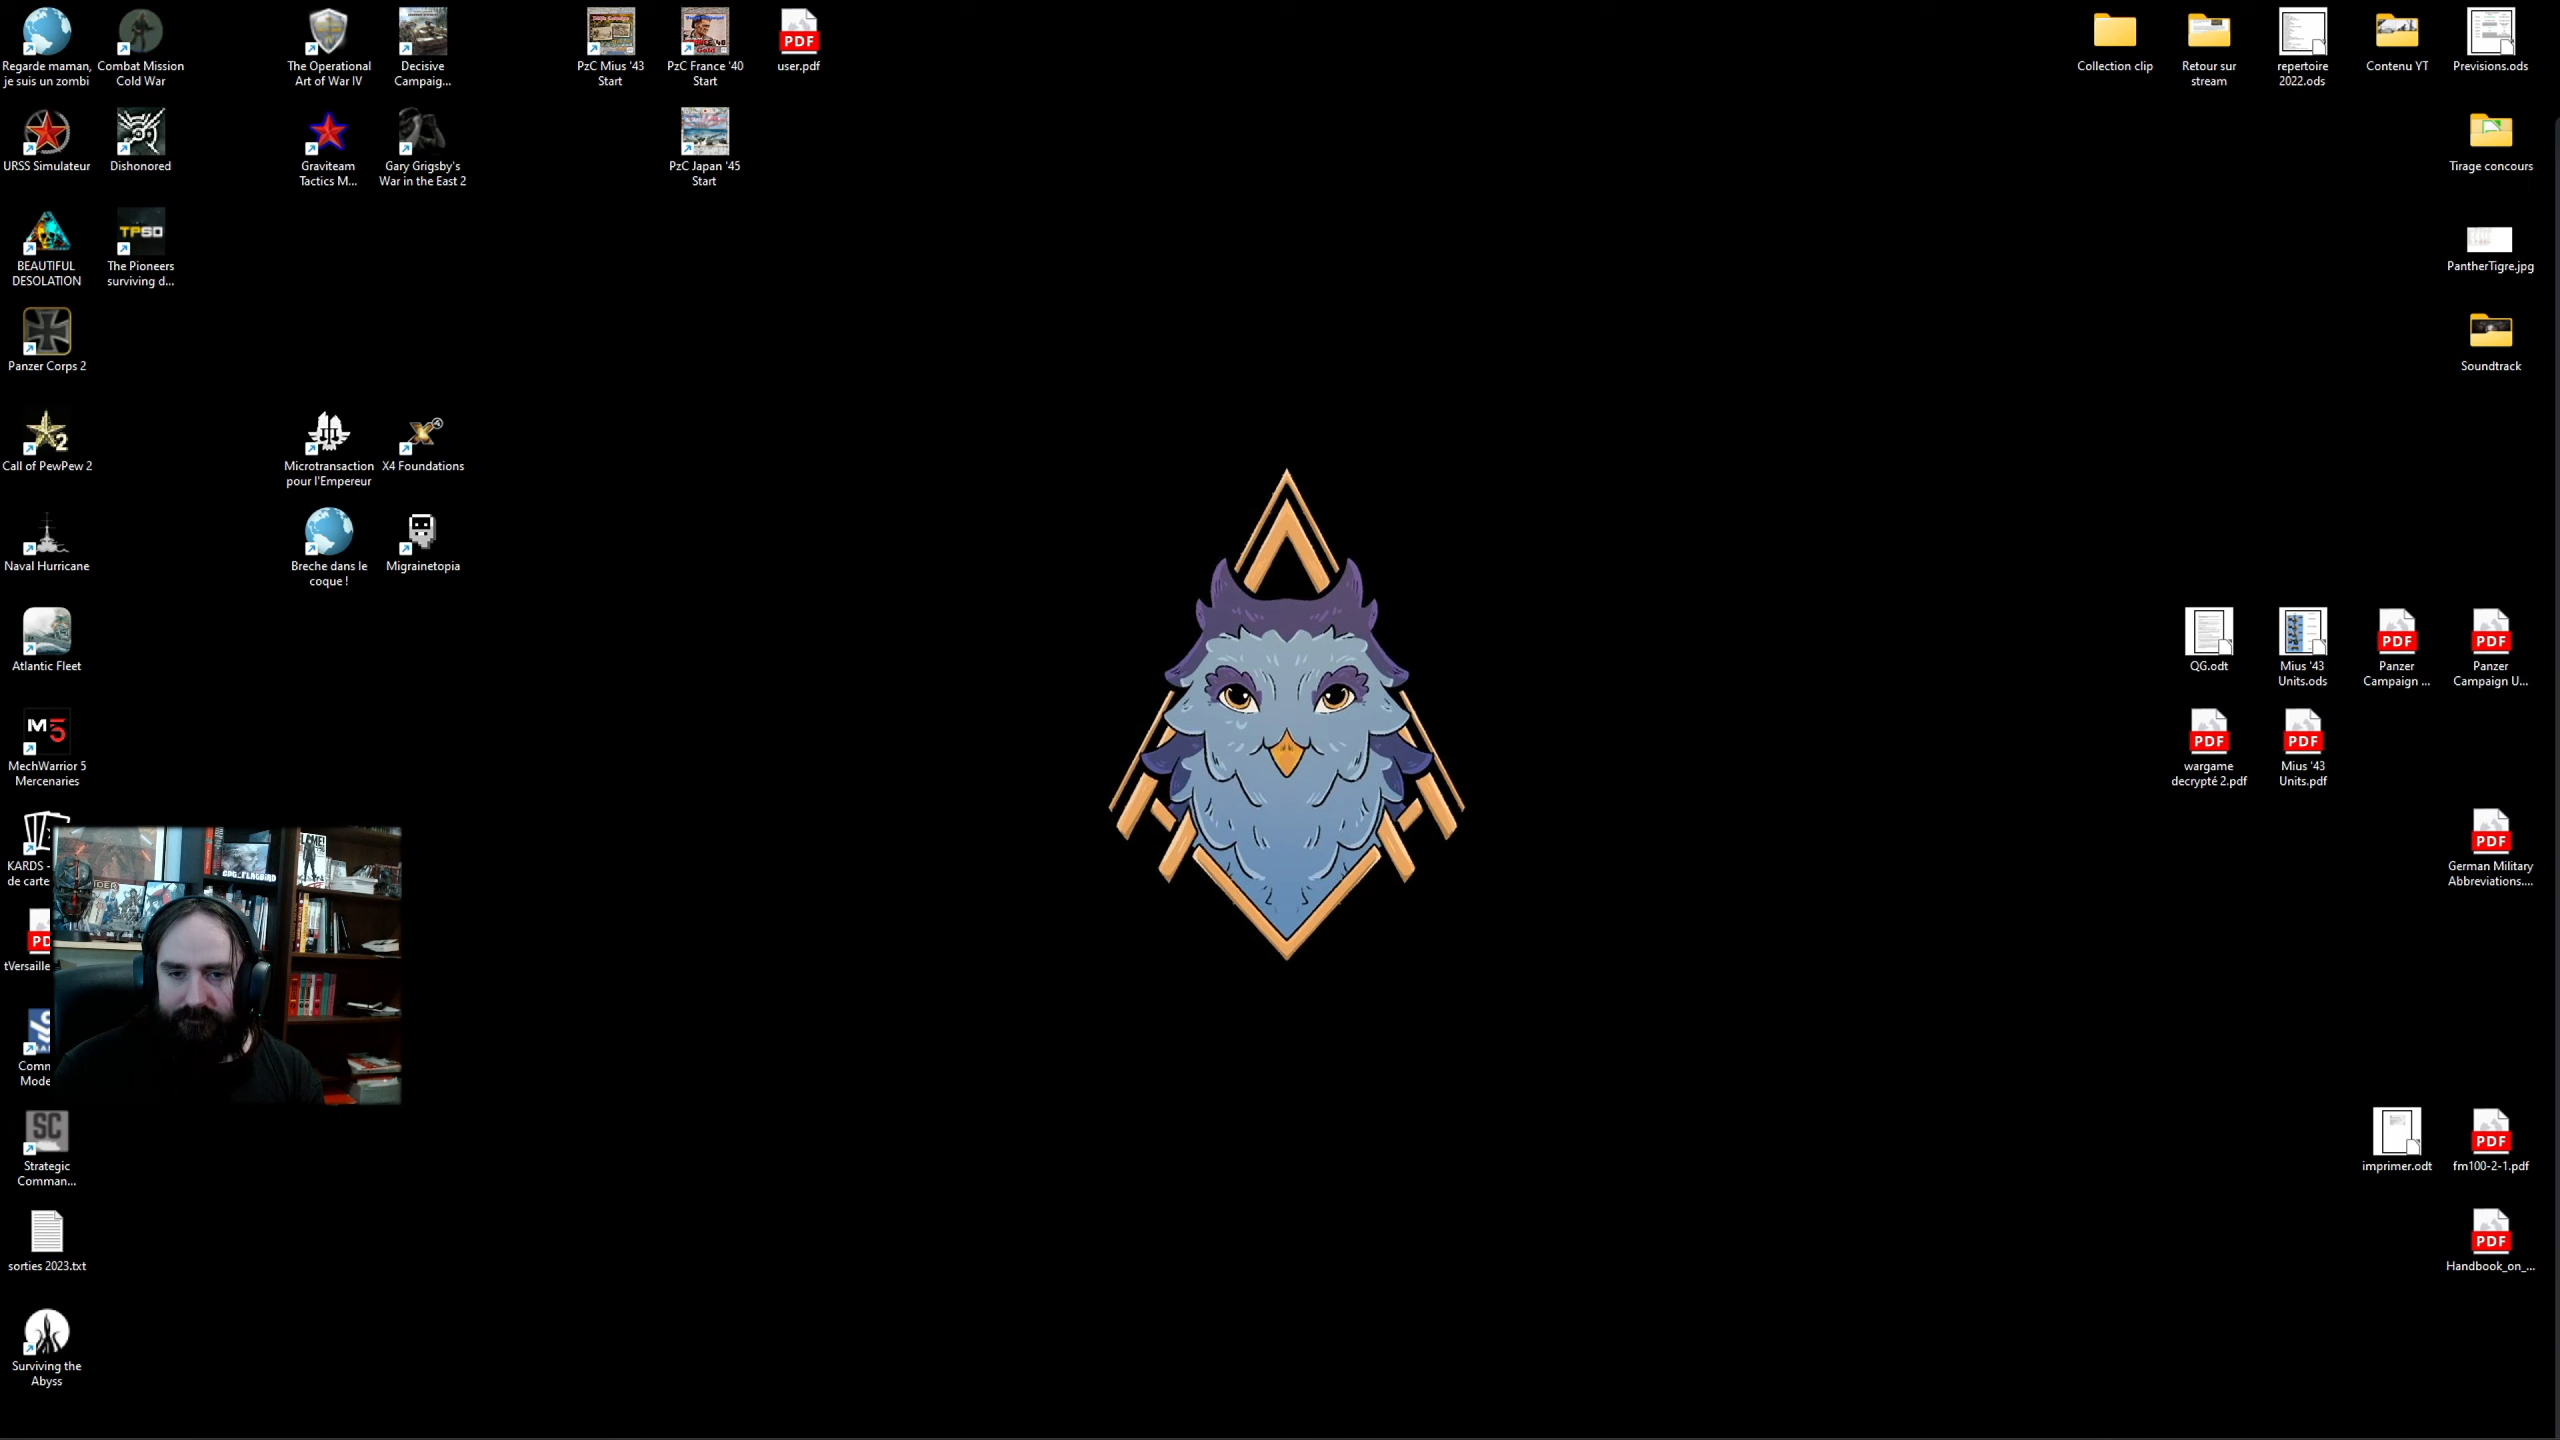 Regarde maman,
je suis un zombi
Combat Mission
Cold War
The Operational
Art of War IV
Decisive
Campaig...
PzC Mius '43
Start
PzC France '40
Start
PDF
user.pdf
Collection clip
Retour sur
stream
repertoire
2022.ods
Contenu YT
Previsions.ods
URSS Simulateur
Dishonored
Graviteam
Tactics M...
Gary Grigsby's
War in the East 2
PzC Japan '45
Start
Tirage concours
TPSD
BEAUTIFUL
DESOLATION
The Pioneers
surviving d...
PantherTigre.jpg
Panzer Corps 2
Soundtrack
2
Call of PewPew 2
Microtransaction
pour l'Empereur
X4 Foundations
Naval Hurricane
Breche dans le
coque !
Migrainetopia
Atlantic Fleet
QG.odt
Mius '43
Units.ods
PDF
Panzer
Campaign ...
PDF
Panzer
Campaign U...
M5
MechWarrior 5
Mercenaries
PDF
wargame
decrypté 2.pdf
PDF
Mius '43
Units.pdf
KARDS -
de carte
PDF
German Military
Abbreviations....
PD
tVersaille
Comn
Mode
SC
Strategic
Comman...
imprimer.odt
PDF
fm100-2-1.pdf
sorties 2023.txt
PDF
Handbook_on_...
Surviving the
Abyss